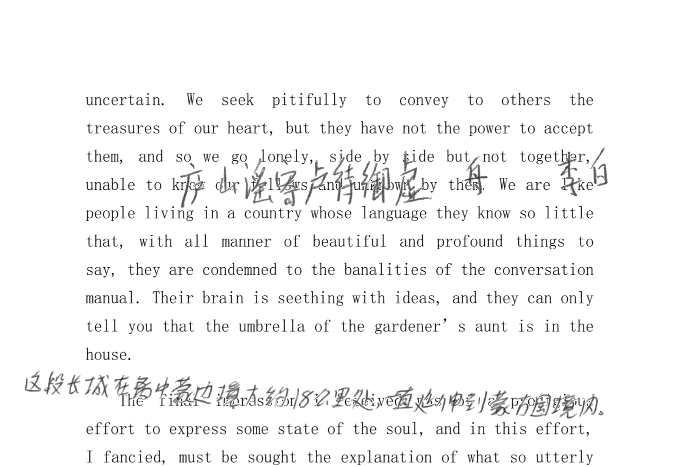 uncertain. We seek pitifully to convey to others the
treasures of our heart, but they have not the power to accept
them, and so we go lonely, side by side but not together,
庐山谣寄卢侍御虚舟 李白
unable to know our fellows and unknown by them. We are like
people living in a country whose language they know so little
that, with all manner of beautiful and profound things to
say, they are condemned to the banalities of the conversation
manual. Their brain is seething with ideas, and they can only
tell you that the umbrella of the gardener’s aunt is in the
house.
这段长城在离中蒙边境大约18公里处一直延伸到蒙方国境内。
The final impression I received was of a prodigious
effort to express some state of the soul, and in this effort,
I fancied, must be sought the explanation of what so utterly